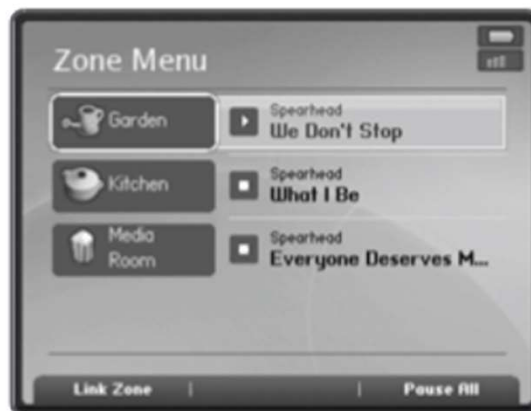 Zone Menu
Garden
Spearhead
We Don't Stop
Kitchen
Spearhead
What I Be
Media
Room
Spearhead
Everyone Deserves M...
Link Zone
Pause All